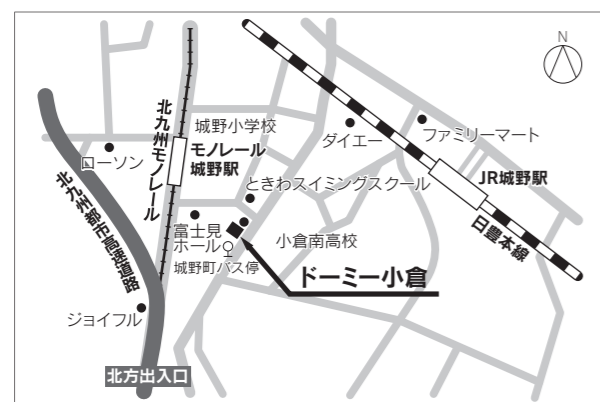 N
城野小学校
ダイエー
ファミリーマート
ローソン
北九州モノレール
モノレール
城野駅
ときわスイミングスクール
JR城野駅
日豊本線
北九州都市高速道路
富士見
ホール
城野町バス停
小倉南高校
ドーミー小倉
ジョイフル
北方出入口